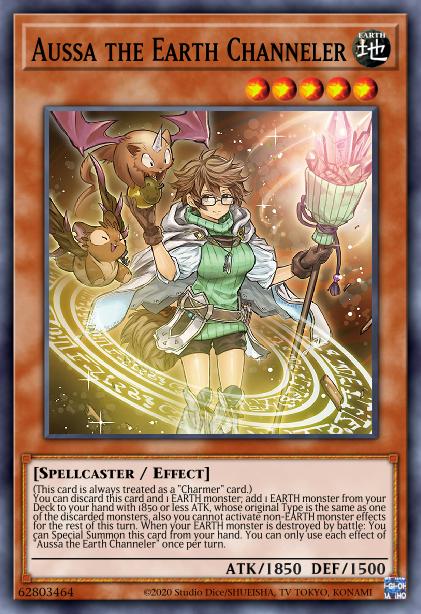 AUSSA THE EARTH CHANNELER
EARTH
地
[SPELLCASTER / EFFECT]
(This card is always treated as a "Charmer" card.)
You can discard this card and 1 EARTH monster; add 1 EARTH monster from your
Deck to your hand with 1850 or less ATK, whose original Type is the same as one
of the discarded monsters, also you cannot activate non-EARTH monster effects
for the rest of this turn. When your EARTH monster is destroyed by battle: You
can Special Summon this card from your hand. You can only use each effect of
"Aussa the Earth Channeler" once per turn.
ATK/1850 DEF/1500
62803464
©2020 Studio Dice/SHUEISHA, TV TOKYO, KONAMI